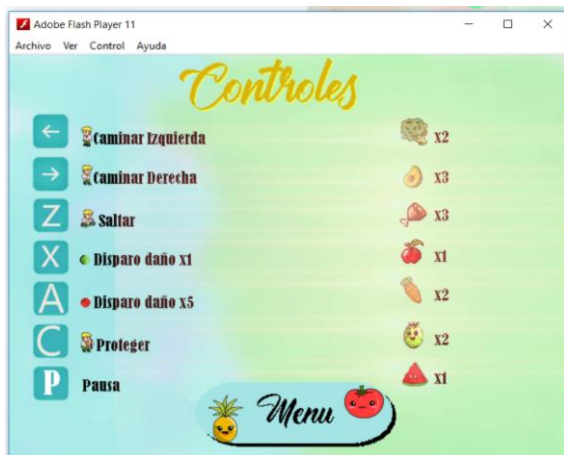 Adobe Flash Player 11
Archivo Ver Control Ayuda
Controles
← Caminar Izquierda x2
→ Caminar Derecha x3
Z Saltar x3
X Disparo daño x1 x1
A Disparo daño x5 x2
C Proteger x2
P Pausa x1
Menu